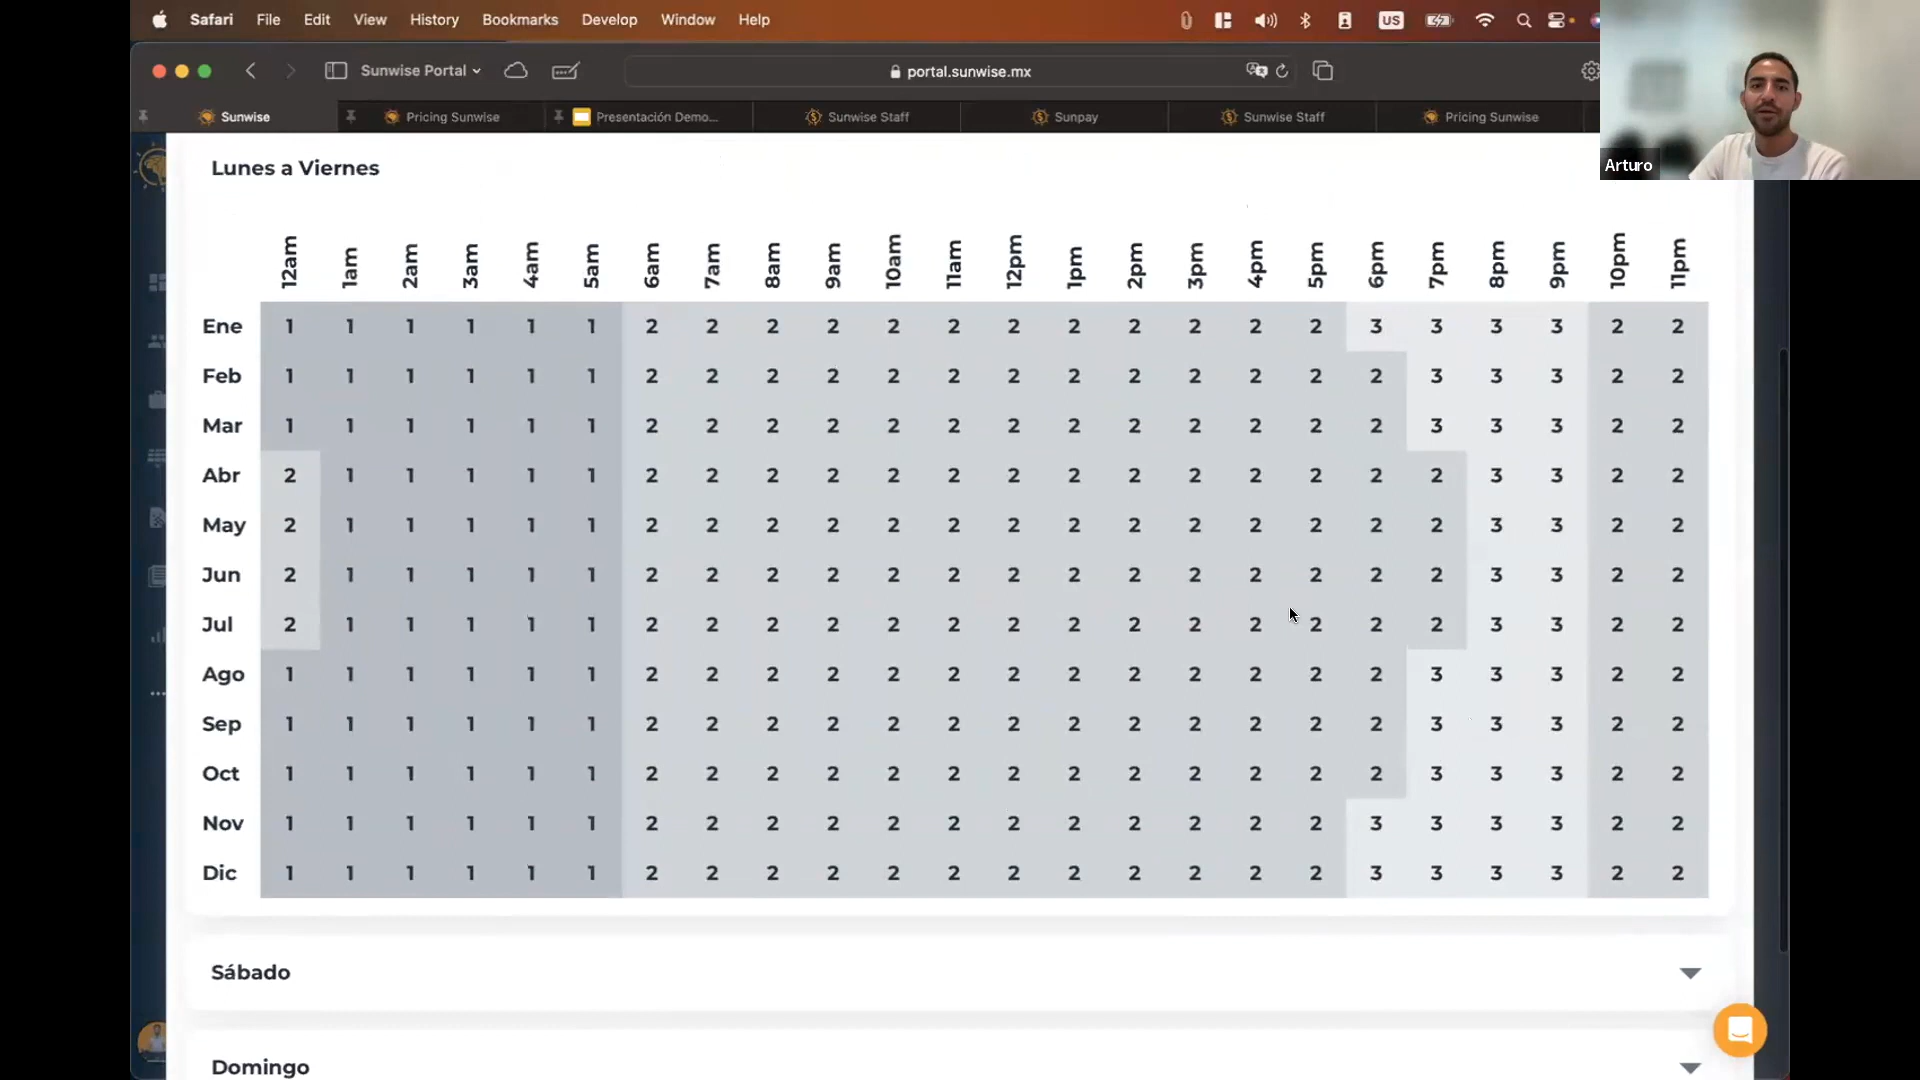 Safari File Edit View History Bookmarks Develop Window Help US
Sunwise Portal portal.sunwise.mx
Sunwise Pricing Sunwise Presentación Demo... Sunwise Staff Sunpay Sunwise Staff Pricing Sunwise
Arturo
Lunes a Viernes
12am 1am 2am 3am 4am 5am 6am 7am 8am 9am 10am 11am 12pm 1pm 2pm 3pm 4pm 5pm 6pm 7pm 8pm 9pm 10pm 11pm
Ene 1 1 1 1 1 1 2 2 2 2 2 2 2 2 2 2 2 2 3 3 3 3 2 2
Feb 1 1 1 1 1 1 2 2 2 2 2 2 2 2 2 2 2 2 2 3 3 3 2 2
Mar 1 1 1 1 1 1 2 2 2 2 2 2 2 2 2 2 2 2 2 3 3 3 2 2
Abr 2 1 1 1 1 1 2 2 2 2 2 2 2 2 2 2 2 2 2 2 3 3 2 2
May 2 1 1 1 1 1 2 2 2 2 2 2 2 2 2 2 2 2 2 2 3 3 2 2
Jun 2 1 1 1 1 1 2 2 2 2 2 2 2 2 2 2 2 2 2 2 3 3 2 2
Jul 2 1 1 1 1 1 2 2 2 2 2 2 2 2 2 2 2 2 2 2 3 3 2 2
Ago 1 1 1 1 1 1 2 2 2 2 2 2 2 2 2 2 2 2 2 3 3 3 2 2
Sep 1 1 1 1 1 1 2 2 2 2 2 2 2 2 2 2 2 2 2 3 3 3 2 2
Oct 1 1 1 1 1 1 2 2 2 2 2 2 2 2 2 2 2 2 2 3 3 3 2 2
Nov 1 1 1 1 1 1 2 2 2 2 2 2 2 2 2 2 2 2 3 3 3 3 2 2
Dic 1 1 1 1 1 1 2 2 2 2 2 2 2 2 2 2 2 2 3 3 3 3 2 2
Sábado
Domingo